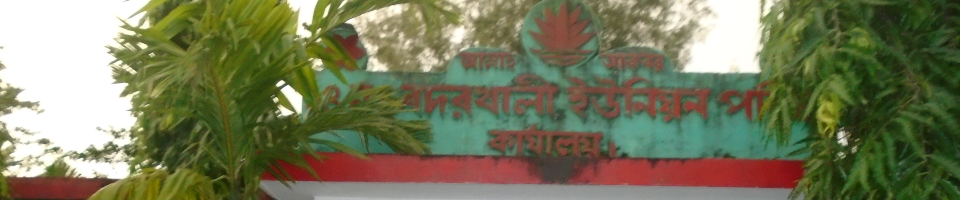 আল্লাহ আকবর
বদরখালী ইউনিয়ন
কার্যালয়।